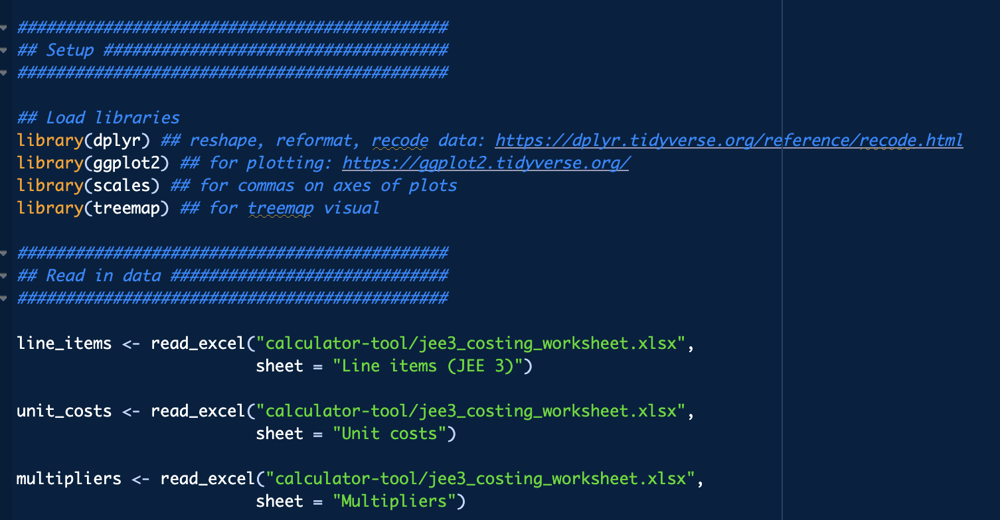 #############################################
## Setup ####################################
#############################################
## Load libraries
library(dplyr) ## reshape, reformat, recode data: https://dplyr.tidyverse.org/reference/recode.html
library(ggplot2) ## for plotting: https://ggplot2.tidyverse.org/
library(scales) ## for commas on axes of plots
library(treemap) ## for treemap visual
#############################################
## Read in data #############################
#############################################
line_items <- read_excel("calculator-tool/jee3_costing_worksheet.xlsx",
                         sheet = "Line items (JEE 3)")
unit_costs <- read_excel("calculator-tool/jee3_costing_worksheet.xlsx",
                         sheet = "Unit costs")
multipliers <- read_excel("calculator-tool/jee3_costing_worksheet.xlsx",
                         sheet = "Multipliers")